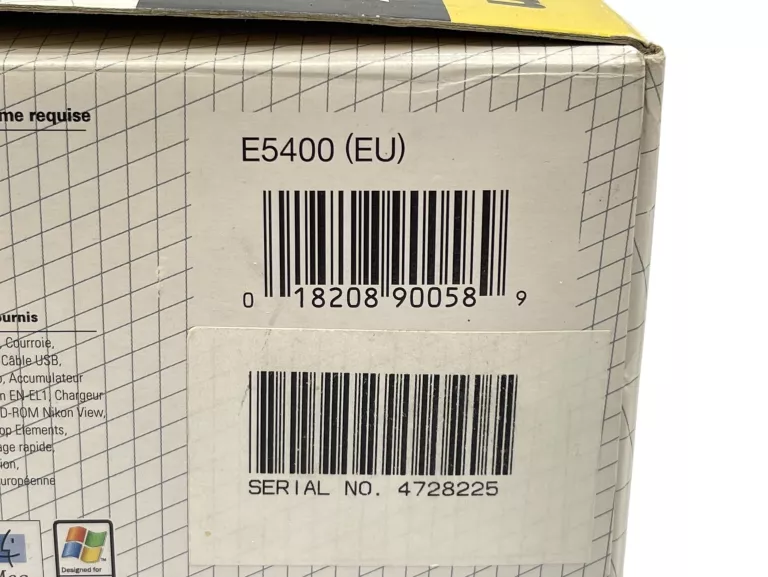 me requise
E5400 (EU)
0 18208 90058 9
ournis
, Courroie,
Câble USB,
, Accumulateur
n EN-EL1, Chargeur
D-ROM Nikon View,
op Elements,
age rapide,
ion,
uropéenne
SERIAL NO. 4728225
Mac
Designed for